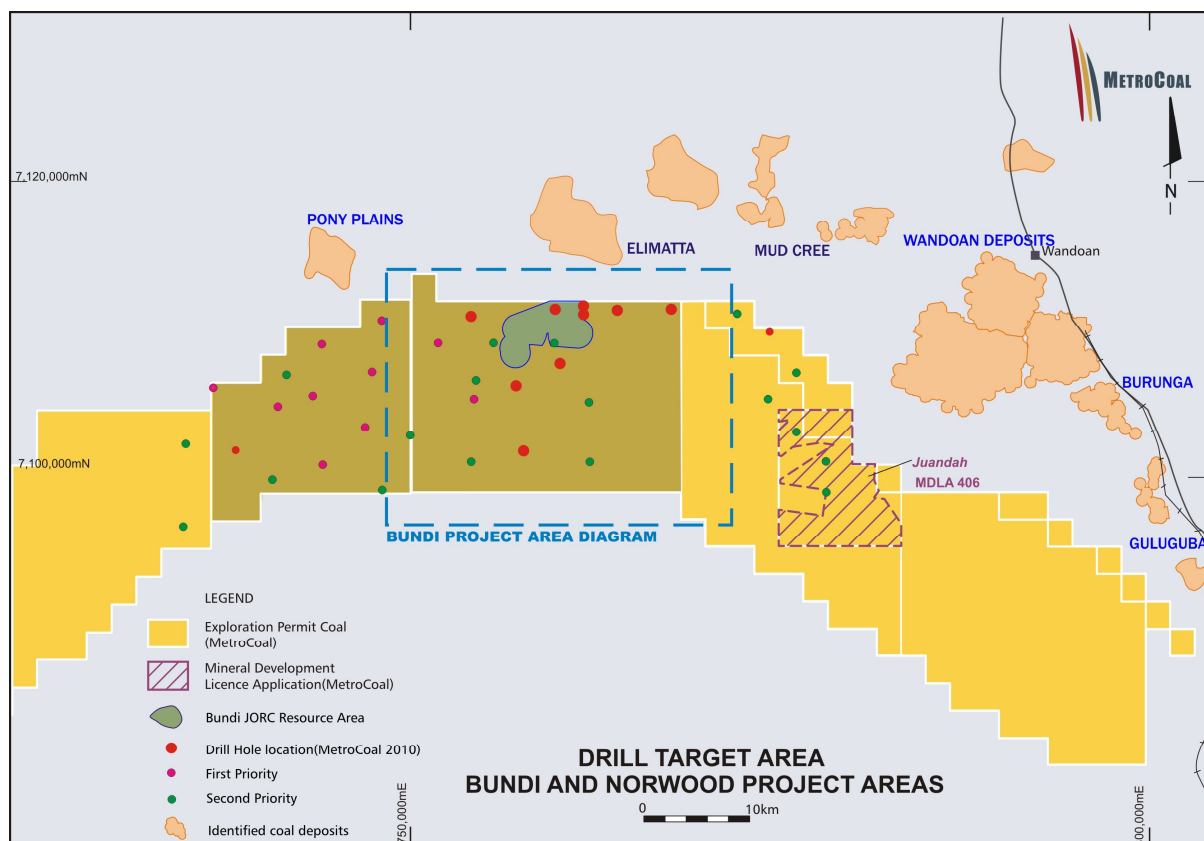 METROCOAL
N
7,120,000mN
PONY PLAINS
ELIMATTA
MUD CREE
WANDOAN DEPOSITS
Wandoan
BURUNGA
7,100,000mN
Juandah
MDLA 406
BUNDI PROJECT AREA DIAGRAM
GULUGUBA
LEGEND
Exploration Permit Coal
(MetroCoal)
Mineral Development
Licence Application(MetroCoal)
Bundi JORC Resource Area
Drill Hole location(MetroCoal 2010)
First Priority
Second Priority
Identified coal deposits
DRILL TARGET AREA
BUNDI AND NORWOOD PROJECT AREAS
0 10km
750,000mE
00,000mE